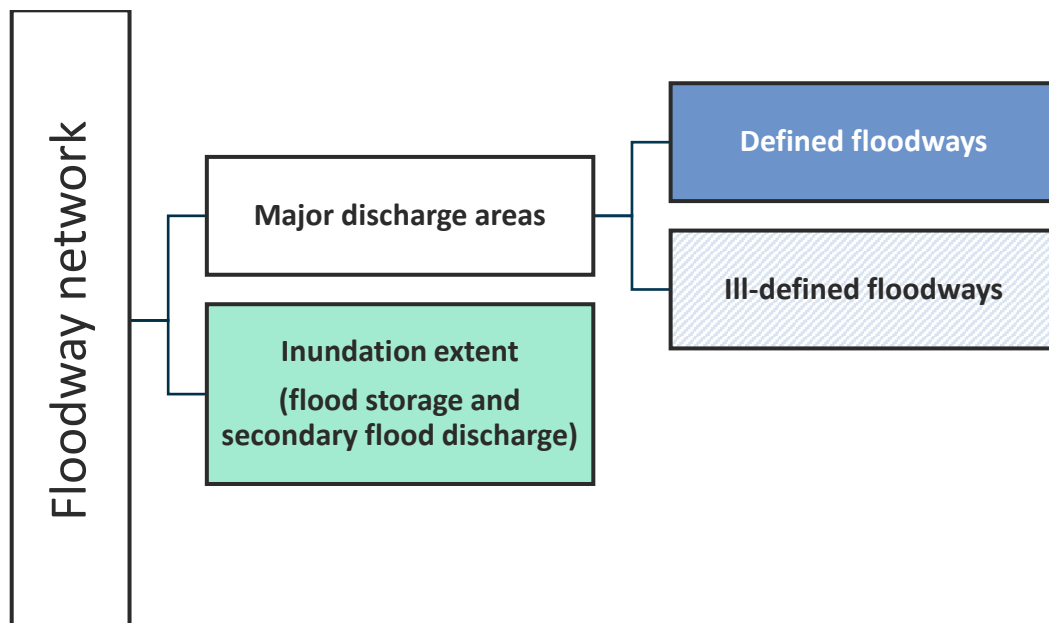 Floodway network
Major discharge areas
Inundation extent
(flood storage and
secondary flood discharge)
Defined floodways
Ill-defined floodways